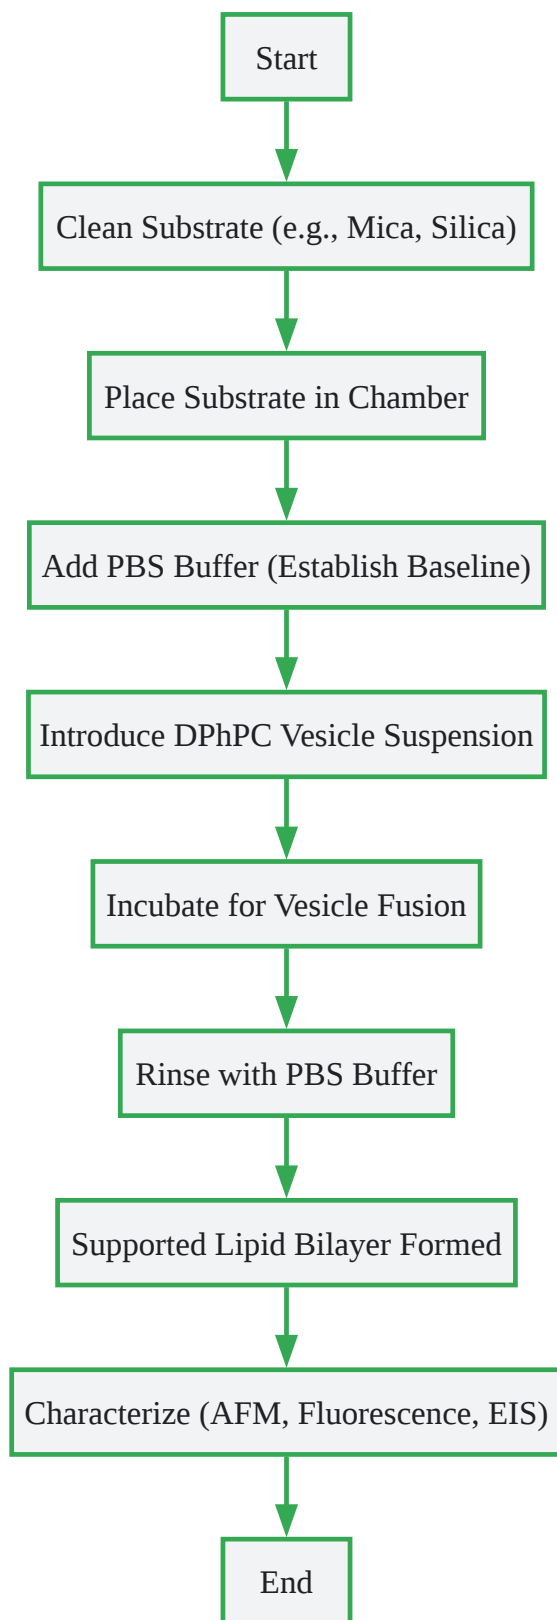 Start
Clean Substrate (e.g., Mica, Silica)
Place Substrate in Chamber
Add PBS Buffer (Establish Baseline)
Introduce DPhPC Vesicle Suspension
Incubate for Vesicle Fusion
Rinse with PBS Buffer
Supported Lipid Bilayer Formed
Characterize (AFM, Fluorescence, EIS)
End